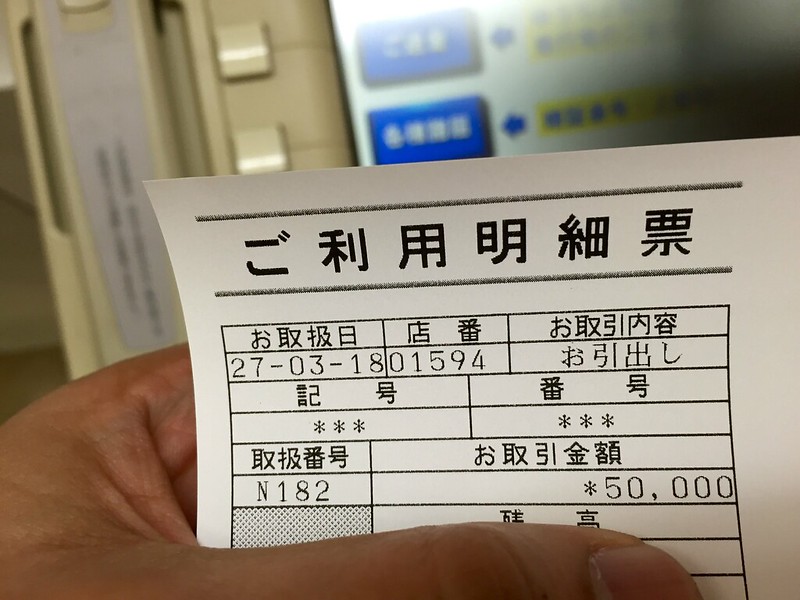 ご利用明細票
お取扱日 店番 お取引内容
27-03-18 01594 お引出し
記号 番号
*** ***
取扱番号 お取引金額
N182 *50,000
残高